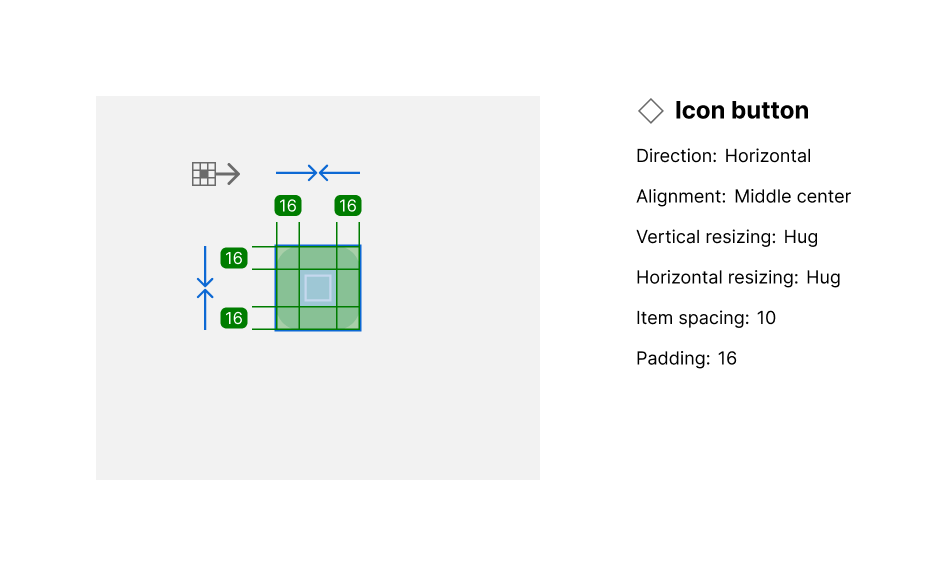 16 16
16
16
Icon button
Direction: Horizontal
Alignment: Middle center
Vertical resizing: Hug
Horizontal resizing: Hug
Item spacing: 10
Padding: 16